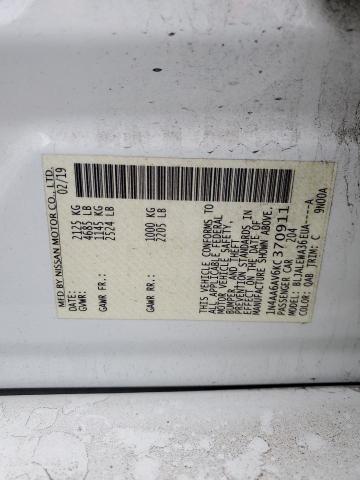 MFD BY NISSAN MOTOR CO., LTD.
02/19
GVWR: 2125 KG
4685 LB
GAWR FR: 1145 KG
2524 LB
GAWR RR: 1000 KG
2205 LB
THIS VEHICLE CONFORMS TO
ALL APPLICABLE FEDERAL
MOTOR VEHICLE SAFETY,
BUMPER, AND THEFT
PREVENTION STANDARDS IN EFFECT ON THE DATE OF
MANUFACTURE SHOWN ABOVE.
1N4AA6AV6KC370911
PASSENGER CAR 204
MODEL: BLJALEWA36EUA----A
COLOR: QAB TRIM: C 9N00A